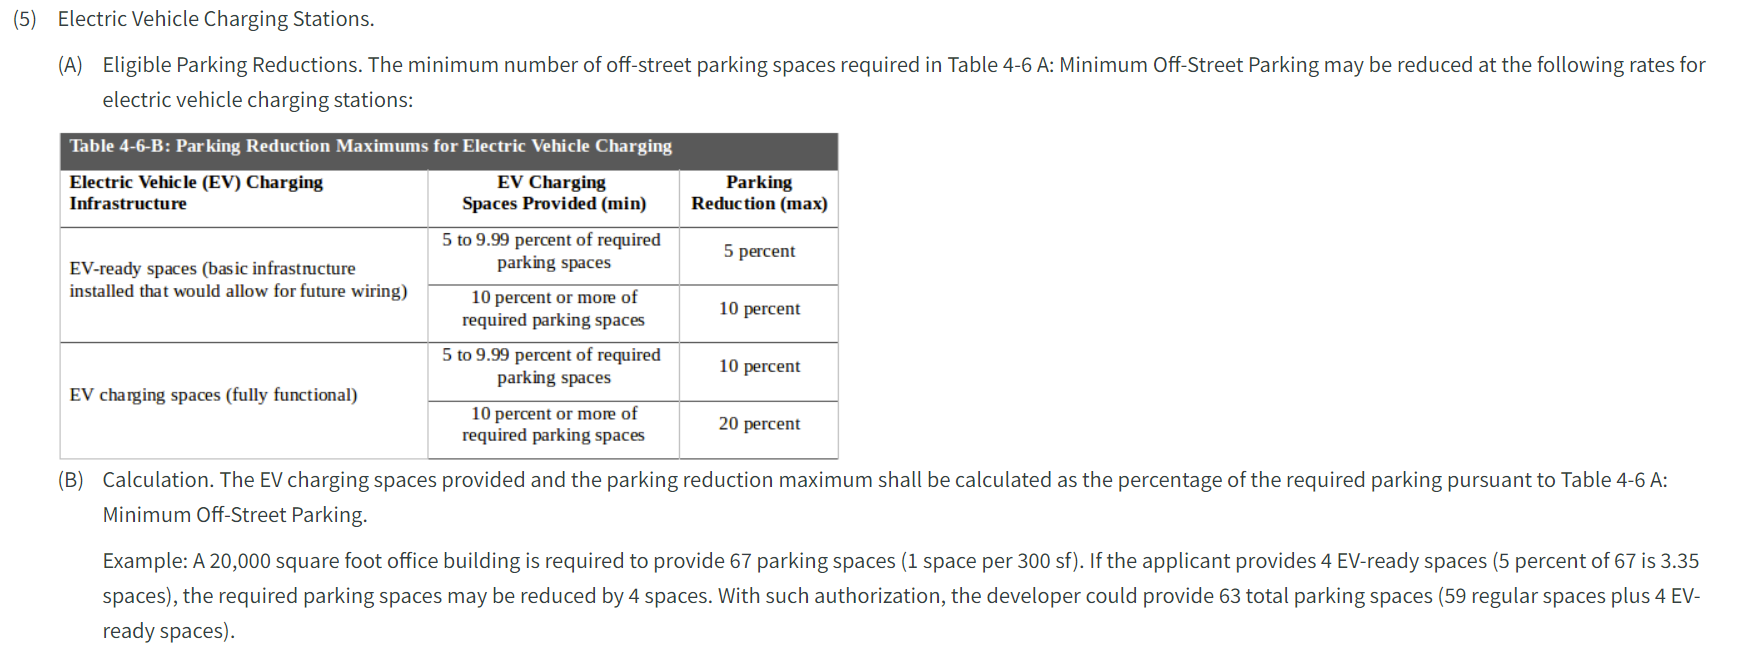 (5) Electric Vehicle Charging Stations.
(A) Eligible Parking Reductions. The minimum number of off-street parking spaces required in Table 4-6 A: Minimum Off-Street Parking may be reduced at the following rates for
electric vehicle charging stations:
Table 4-6-B: Parking Reduction Maximums for Electric Vehicle Charging
Electric Vehicle (EV) Charging
Infrastructure
EV Charging
Spaces Provided (min)
Parking
Reduction (max)
EV-ready spaces (basic infrastructure
installed that would allow for future wiring)
5 to 9.99 percent of required
parking spaces
5 percent
10 percent or more of
required parking spaces
10 percent
EV charging spaces (fully functional)
5 to 9.99 percent of required
parking spaces
10 percent
10 percent or more of
required parking spaces
20 percent
(B) Calculation. The EV charging spaces provided and the parking reduction maximum shall be calculated as the percentage of the required parking pursuant to Table 4-6 A:
Minimum Off-Street Parking.
Example: A 20,000 square foot office building is required to provide 67 parking spaces (1 space per 300 sf). If the applicant provides 4 EV-ready spaces (5 percent of 67 is 3.35
spaces), the required parking spaces may be reduced by 4 spaces. With such authorization, the developer could provide 63 total parking spaces (59 regular spaces plus 4 EV-
ready spaces).